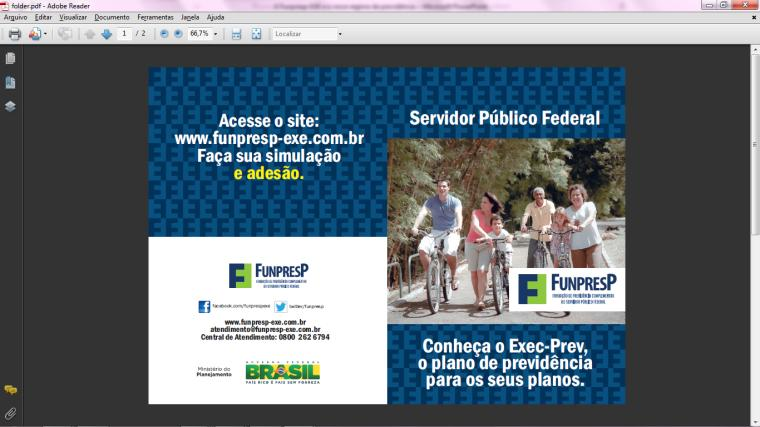 folder.pdf - Adobe Reader
Arquivo Editar Visualizar Documento Ferramentas Janela Ajuda
1 / 2 66,7% Localizar
Acesse o site:
www.funpresp-exe.com.br
Faça sua simulação
e adesão.
FUNPRESP
FUNDAÇÃO DE PREVIDÊNCIA COMPLEMENTAR
DO SERVIDOR PÚBLICO FEDERAL
facebook.com/funprespexe twitter/funpresp
www.funpresp-exe.com.br
atendimento@funpresp-exe.com.br
Central de Atendimento: 0800 262 6794
Ministério do
Planejamento
GOVERNO FEDERAL
BRASIL
PAÍS RICO É PAÍS SEM POBREZA
Servidor Público Federal
FUNPRESP
FUNDAÇÃO DE PREVIDÊNCIA COMPLEMENTAR
DO SERVIDOR PÚBLICO FEDERAL
Conheça o Exec-Prev,
o plano de previdência
para os seus planos.